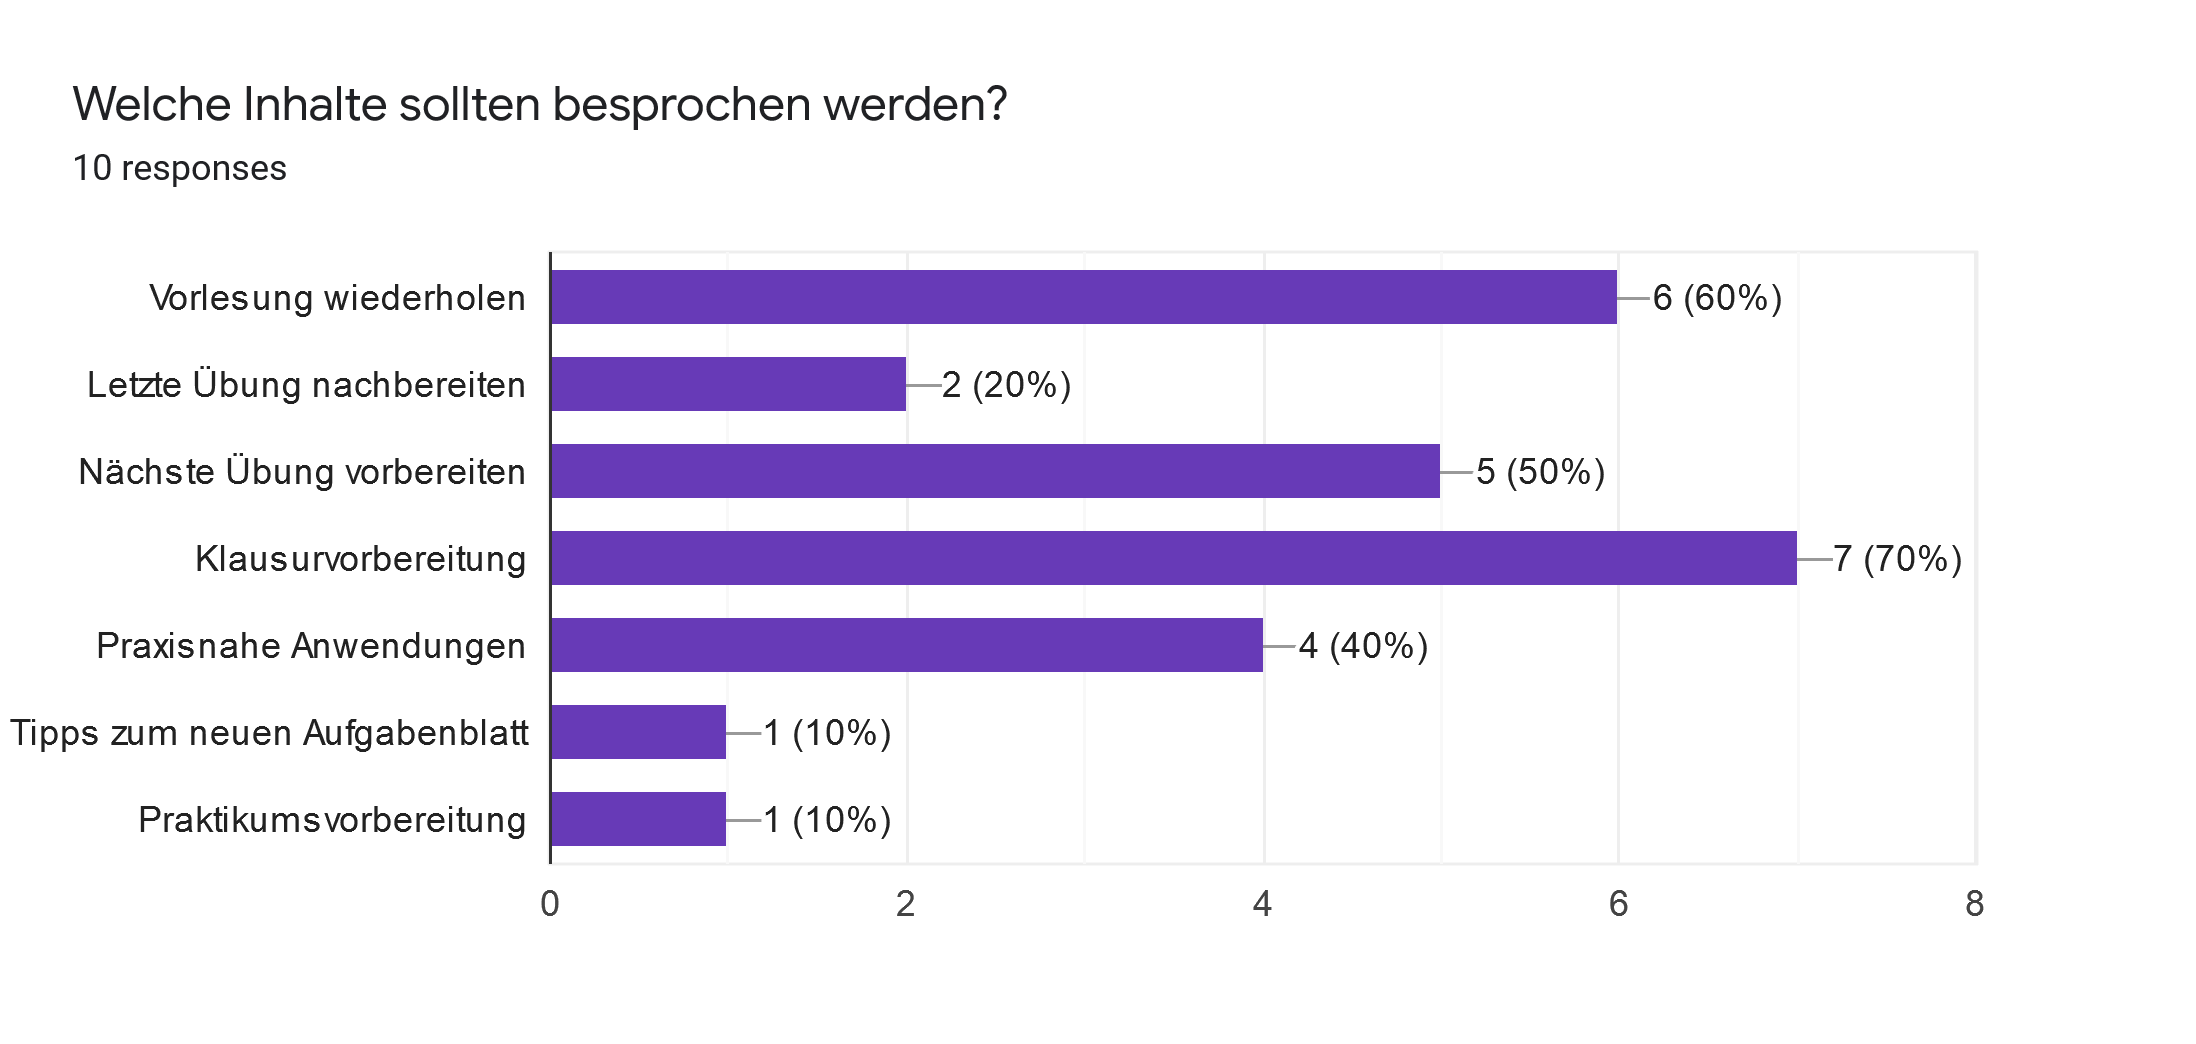 Welche Inhalte sollten besprochen werden?
10 responses
Vorlesung wiederholen 6 (60%)
Letzte Übung nachbereiten 2 (20%)
Nächste Übung vorbereiten 5 (50%)
Klausurvorbereitung 7 (70%)
Praxisnahe Anwendungen 4 (40%)
Tipps zum neuen Aufgabenblatt 1 (10%)
Praktikumsvorbereitung 1 (10%)
0 2 4 6 8